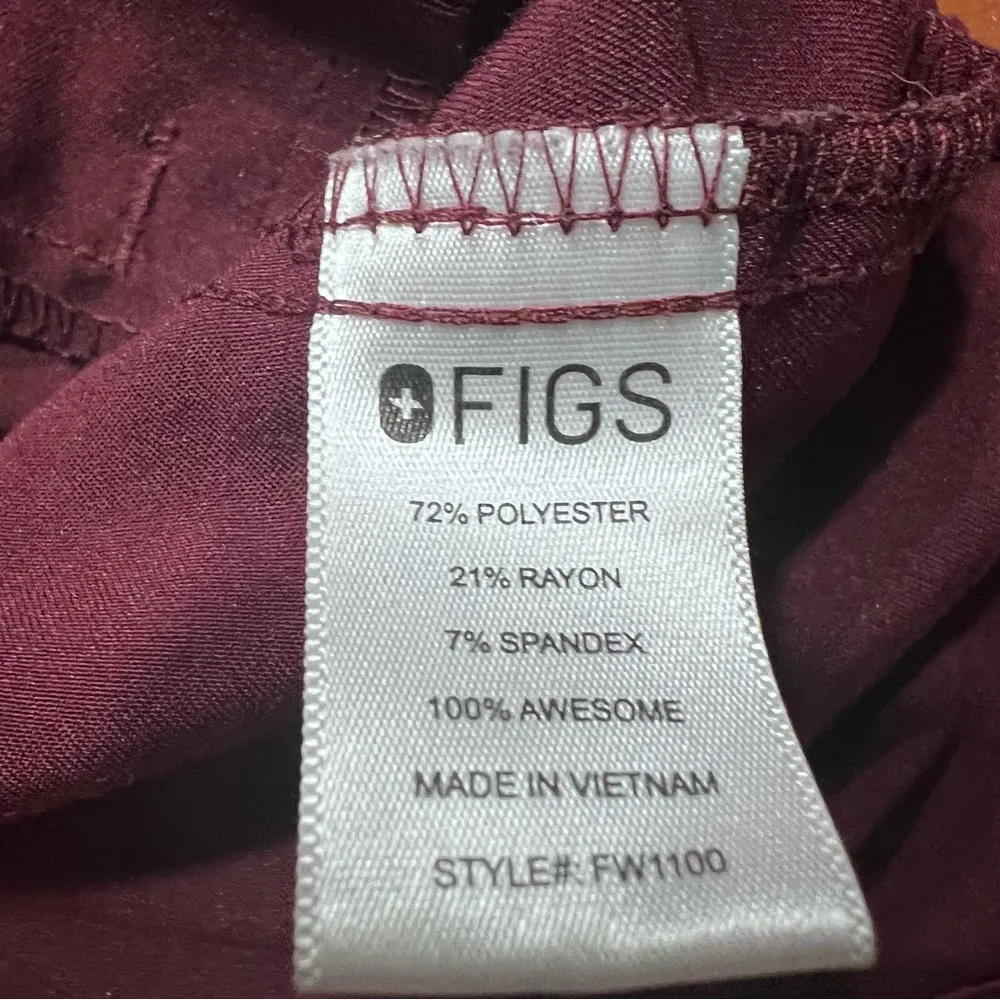 FIGS
72% POLYESTER
21% RAYON
7% SPANDEX
100% AWESOME
MADE IN VIETNAM
STYLE#: FW1100